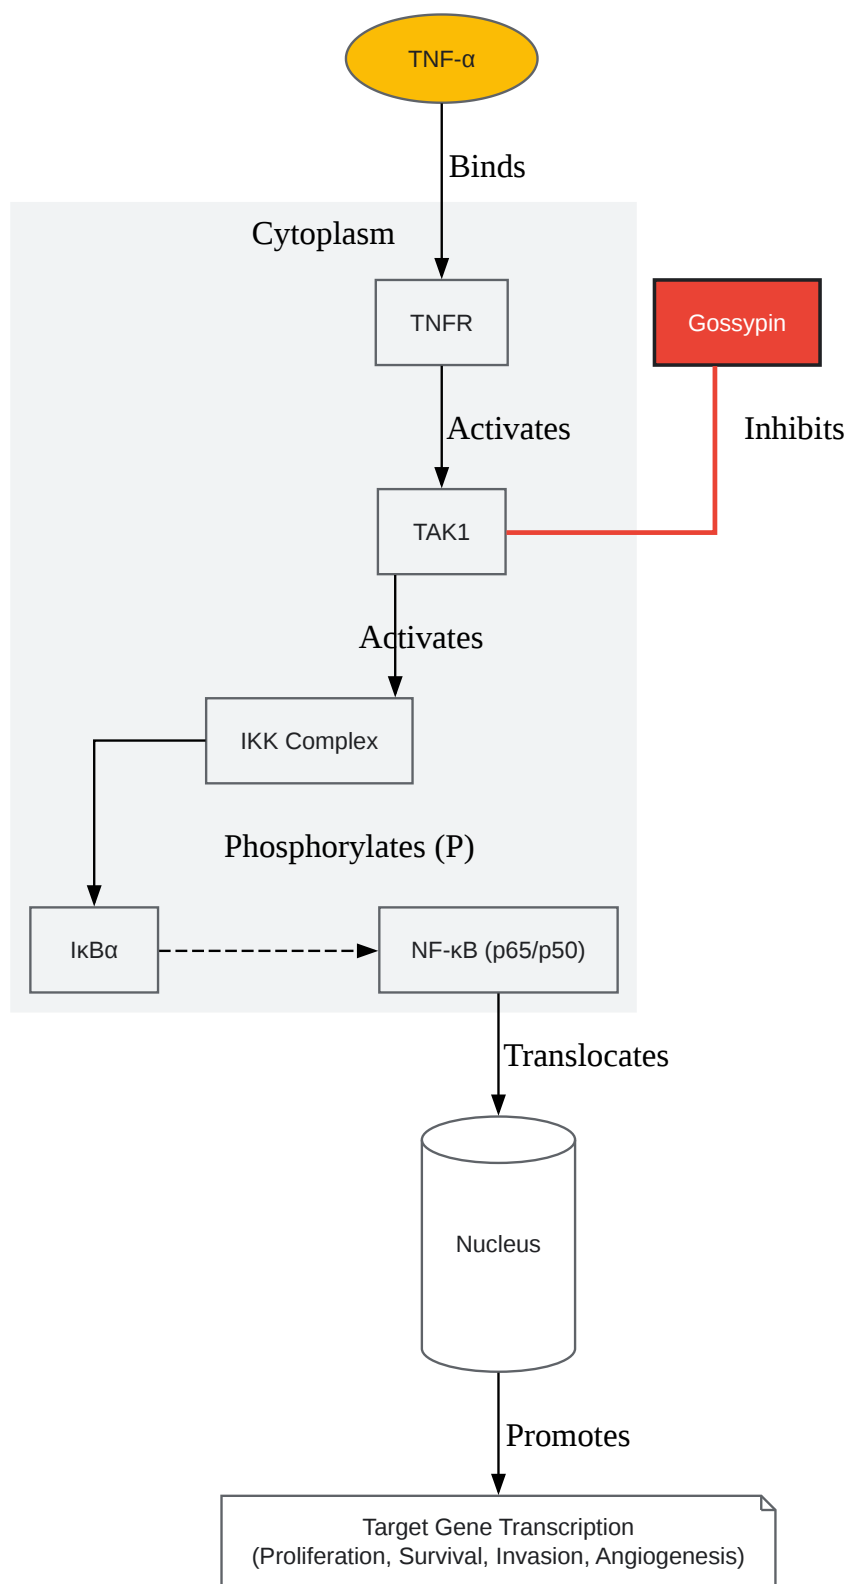 TNF-α
Binds
Cytoplasm
TNFR
Gossypin
Activates
Inhibits
TAK1
Activates
IKK Complex
Phosphorylates (P)
IκBα
NF-κB (p65/p50)
Translocates
Nucleus
Promotes
Target Gene Transcription
(Proliferation, Survival, Invasion, Angiogenesis)